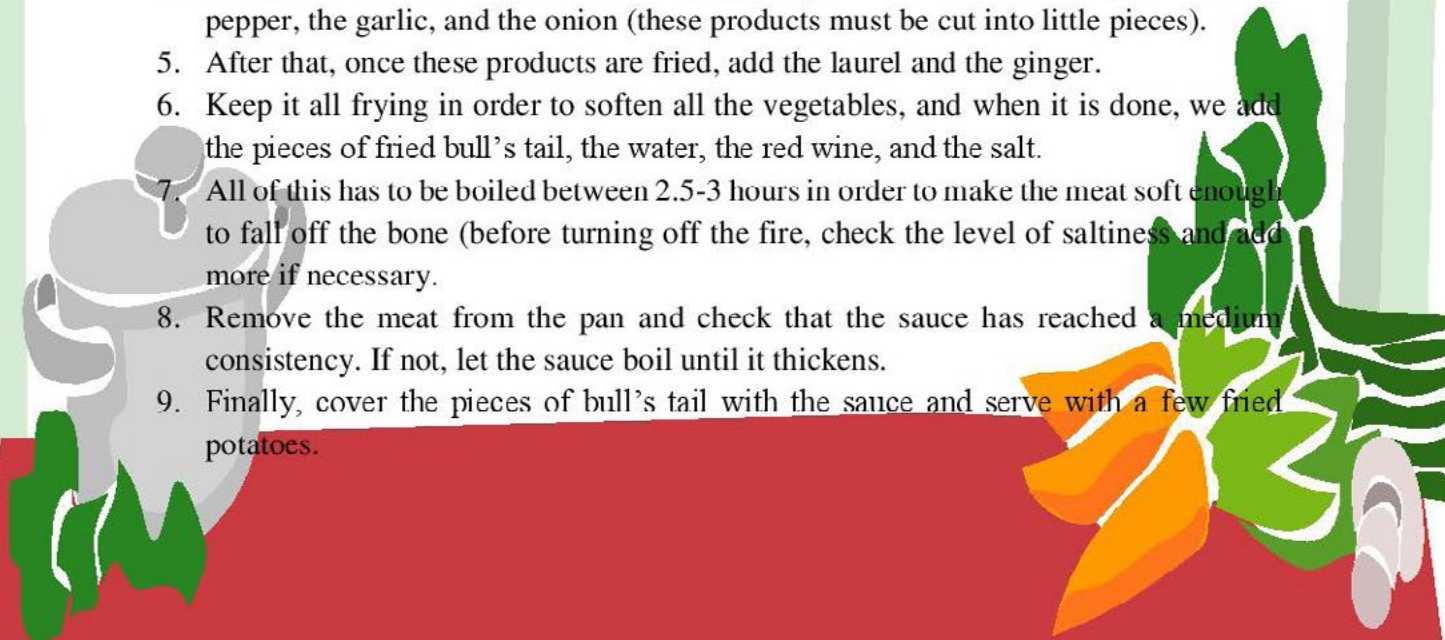 pepper, the garlic, and the onion (these products must be cut into little pieces).
5. After that, once these products are fried, add the laurel and the ginger.
6. Keep it all frying in order to soften all the vegetables, and when it is done, we add
the pieces of fried bull’s tail, the water, the red wine, and the salt.
7. All of this has to be boiled between 2.5-3 hours in order to make the meat soft enough
to fall off the bone (before turning off the fire, check the level of saltiness and add
more if necessary.
8. Remove the meat from the pan and check that the sauce has reached a medium
consistency. If not, let the sauce boil until it thickens.
9. Finally, cover the pieces of bull’s tail with the sauce and serve with a few fried
potatoes.